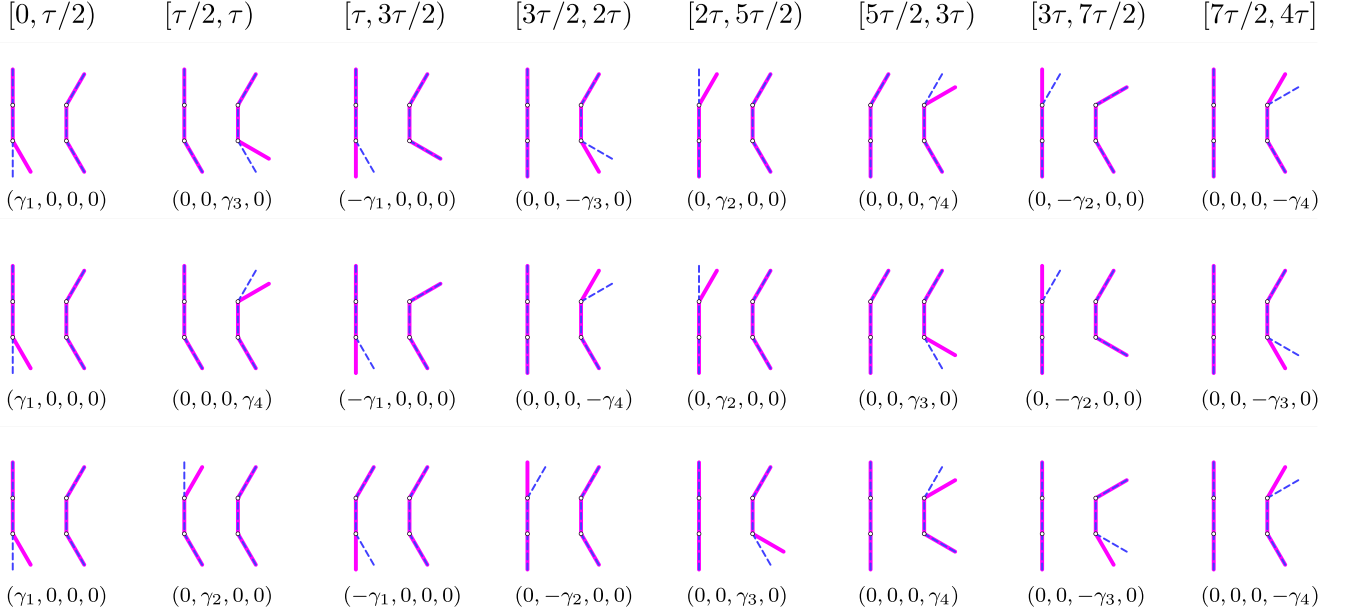 [0, τ/2) [τ/2, τ) [τ, 3τ/2) [3τ/2, 2τ) [2τ, 5τ/2) [5τ/2, 3τ) [3τ, 7τ/2) [7τ/2, 4τ]
(γ₁, 0, 0, 0) (0, 0, γ₃, 0) (−γ₁, 0, 0, 0) (0, 0, −γ₃, 0) (0, γ₂, 0, 0) (0, 0, 0, γ₄) (0, −γ₂, 0, 0) (0, 0, 0, −γ₄)
(γ₁, 0, 0, 0) (0, 0, 0, γ₄) (−γ₁, 0, 0, 0) (0, 0, 0, −γ₄) (0, γ₂, 0, 0) (0, 0, γ₃, 0) (0, −γ₂, 0, 0) (0, 0, −γ₃, 0)
(γ₁, 0, 0, 0) (0, γ₂, 0, 0) (−γ₁, 0, 0, 0) (0, −γ₂, 0, 0) (0, 0, γ₃, 0) (0, 0, 0, γ₄) (0, 0, −γ₃, 0) (0, 0, 0, −γ₄)